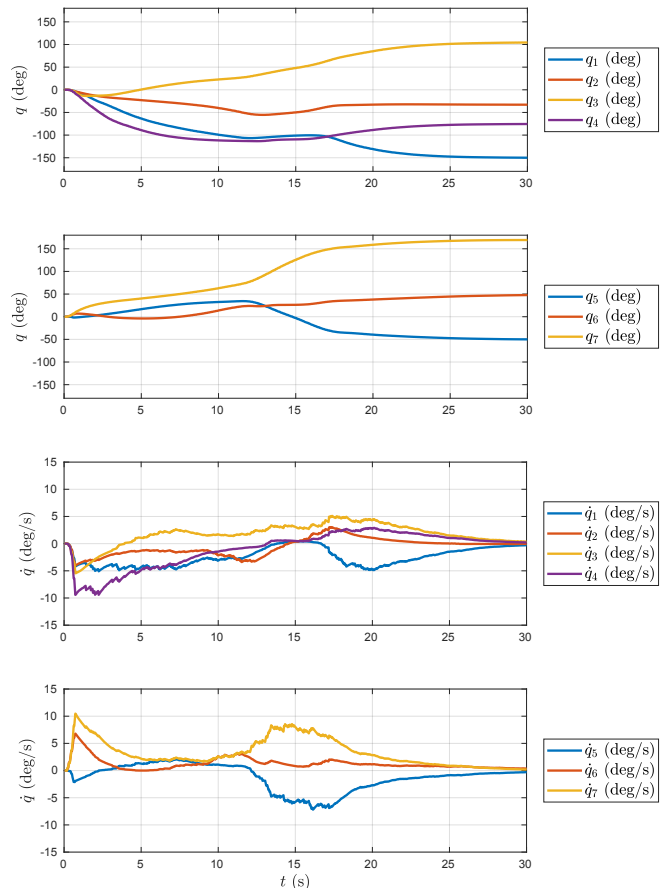 q (deg)
150
100
50
0
-50
-100
-150
0 5 10 15 20 25 30
q₁ (deg)
q₂ (deg)
q₃ (deg)
q₄ (deg)
q (deg)
150
100
50
0
-50
-100
-150
0 5 10 15 20 25 30
q₅ (deg)
q₆ (deg)
q₇ (deg)
q̇ (deg/s)
15
10
5
0
-5
-10
-15
0 5 10 15 20 25 30
q̇₁ (deg/s)
q̇₂ (deg/s)
q̇₃ (deg/s)
q̇₄ (deg/s)
q̇ (deg/s)
15
10
5
0
-5
-10
-15
0 5 10 15 20 25 30
t (s)
q̇₅ (deg/s)
q̇₆ (deg/s)
q̇₇ (deg/s)